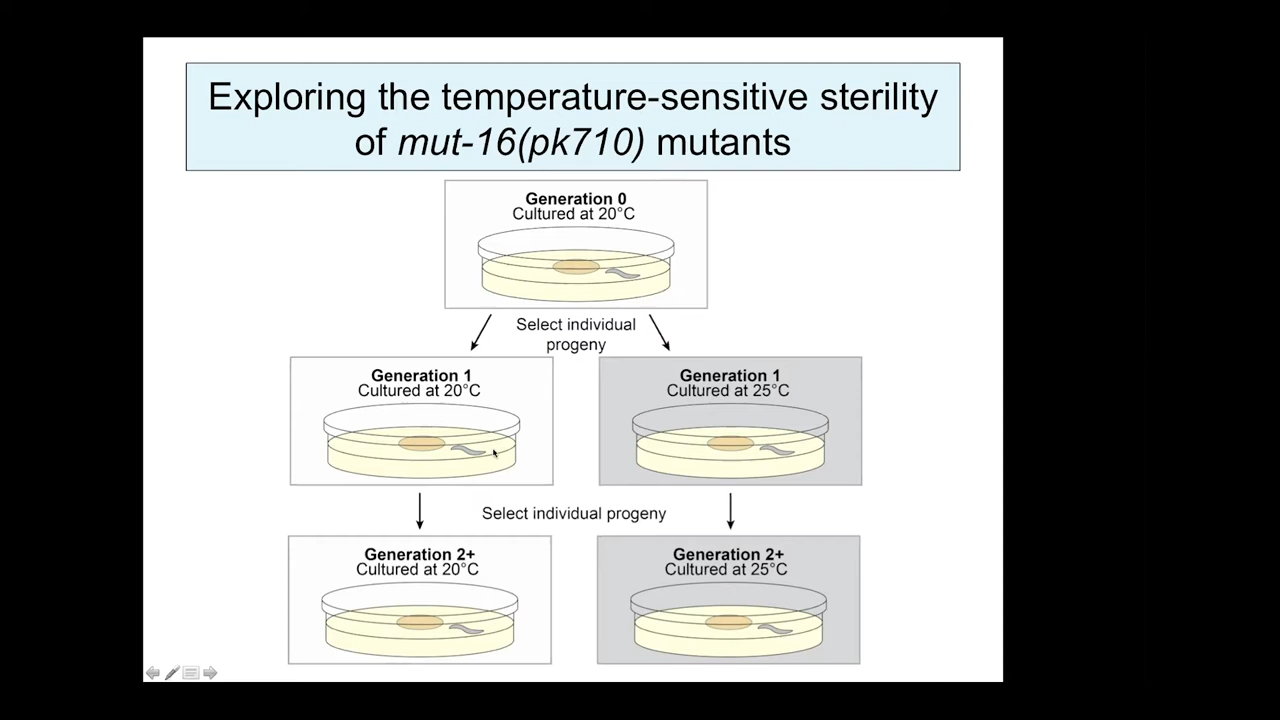 Exploring the temperature-sensitive sterility
of mut-16(pk710) mutants
Generation 0
Cultured at 20°C
Select individual
progeny
Generation 1
Cultured at 20°C
Generation 1
Cultured at 25°C
Select individual progeny
Generation 2+
Cultured at 20°C
Generation 2+
Cultured at 25°C